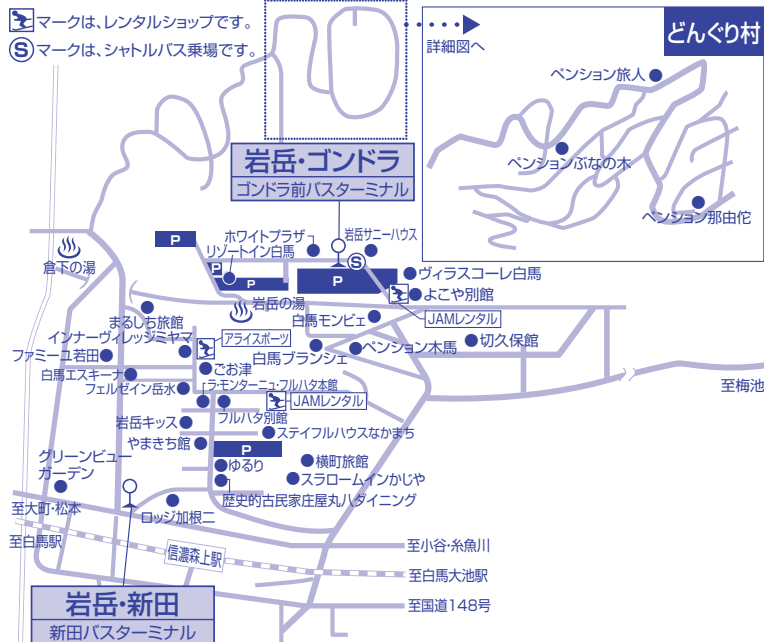 マークは、レンタルショップです。
S マークは、シャトルバス乗場です。
詳細図へ
どんぐり村
ペンション旅人
ペンションぶなの木
ペンション那由佗
岩岳・ゴンドラ
ゴンドラ前バスターミナル
P
ホワイトプラザ
リゾートイン白馬
岩岳サニーハウス
S
P
P
P
倉下の湯
ヴィラスコーレ白馬
よこや別館
岩岳の湯
JAMレンタル
白馬モンビェ
まるしち旅館
インナーヴィレッジミヤマ
アライスポーツ
ファミーユ若田
白馬ブランシェ
ペンション木馬
切久保館
ごお津
白馬エスキーナ
フェルゼイン岳水
至梅池
ラ・モンターニュ・フルハタ本館
JAMレンタル
フルハタ別館
岩岳キッス
ステイフルハウスなかまち
やまきち館
P
グリーンビュー
ガーデン
ゆるり
横町旅館
スラロームインかじや
歴史的古民家庄屋丸八ダイニング
至大町・松本
ロッジ加根二
至白馬駅
信濃森上駅
至小谷・糸魚川
至白馬大池駅
岩岳・新田
新田バスターミナル
至国道148号